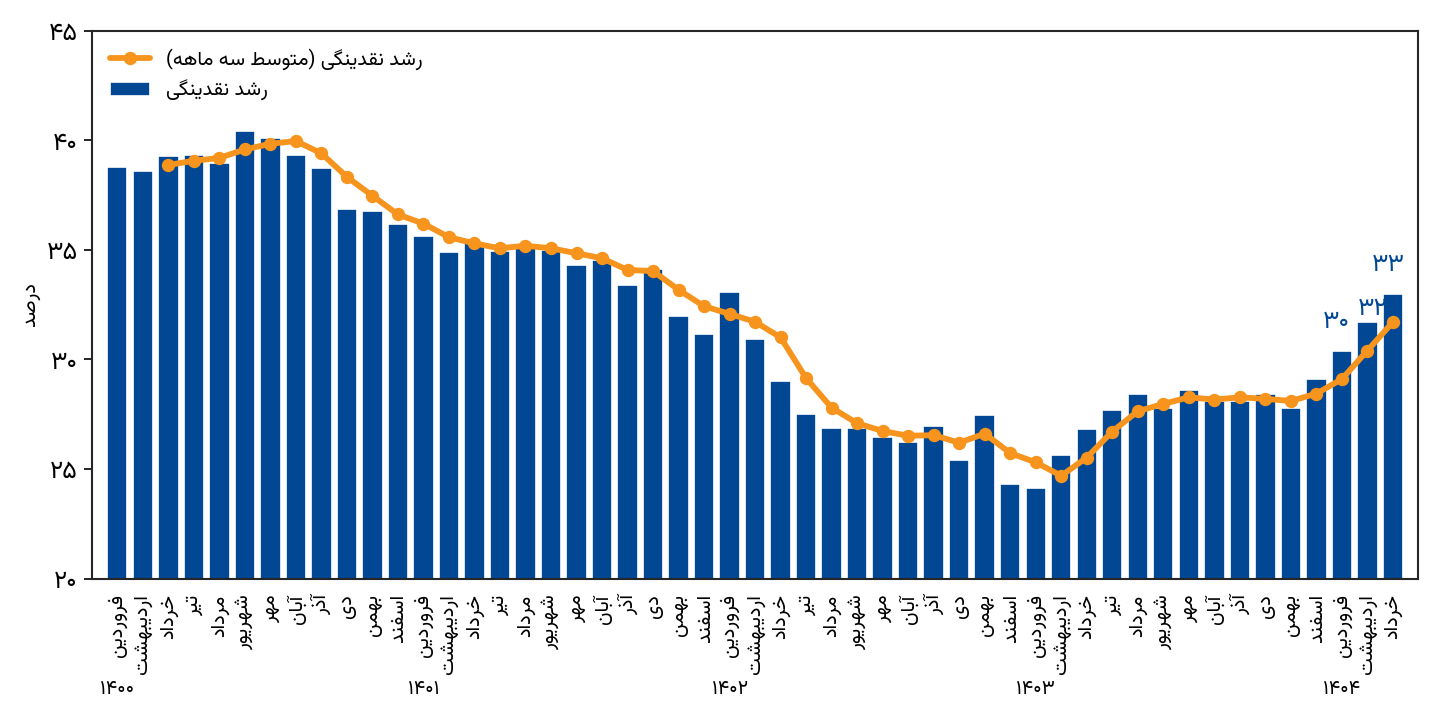 رشد نقدینگی (متوسط سه ماهه)
رشد نقدینگی
درصد
۴۵
۴۰
۳۵
۳۰
۲۵
۲۰
۳۰
۳۲
۳۳
فروردین
اردیبهشت
خرداد
تیر
مرداد
شهریور
مهر
آبان
آذر
دی
بهمن
اسفند
فروردین
اردیبهشت
خرداد
تیر
مرداد
شهریور
مهر
آبان
آذر
دی
بهمن
اسفند
فروردین
اردیبهشت
خرداد
تیر
مرداد
شهریور
مهر
آبان
آذر
دی
بهمن
اسفند
فروردین
اردیبهشت
خرداد
تیر
مرداد
شهریور
مهر
آبان
آذر
دی
بهمن
اسفند
فروردین
اردیبهشت
خرداد
۱۴۰۰
۱۴۰۱
۱۴۰۲
۱۴۰۳
۱۴۰۴